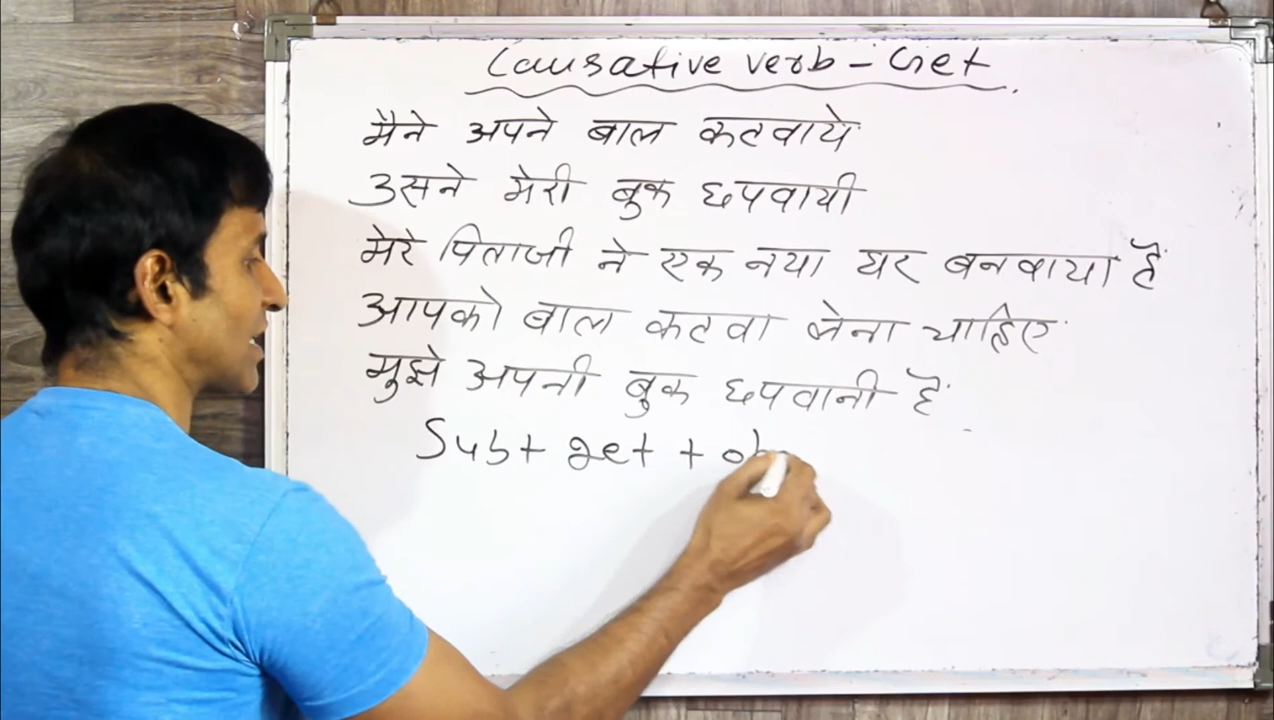 Causative verb - Get
मैने अपने बाल कटवाये
उसने मेरी बुक छपवायी
मेरे पिताजी ने एक नया घर बनवाया है
आपको बाल कटवा लेना चाहिए
मुझे अपनी बुक छपवानी है
Sub + get + ob